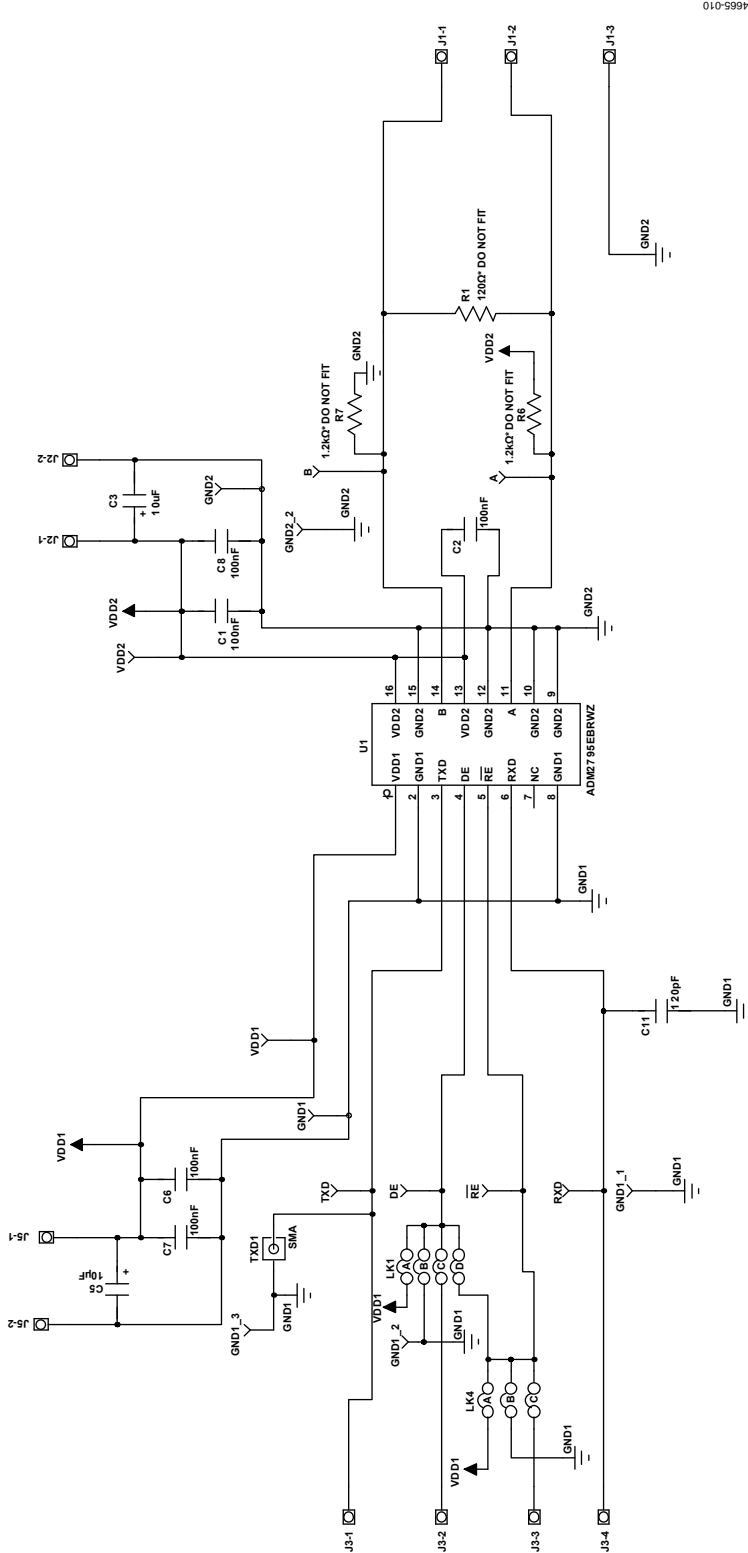 4665-010
J1-1
J1-2
J1-3
GND2
R1
120Ω* DO NOT FIT
1.2kΩ* DO NOT FIT
R7
GND2
VDD2
1.2kΩ* DO NOT FIT
R6
B
A
GND2_2
GND2
C2
100nF
J2-2
J2-1
C3
10uF
+
GND2
C8
100nF
C1
100nF
VDD2
VDD2
GND2
U1
16
15
14
13
12
11
10
9
VDD2
GND2
B
VDD2
GND2
A
GND2
GND2
VDD1
GND1
TXD
DE
RE
RXD
NC
GND1
2
3
4
5
6
7
8
ADM27 95EBRWZ
GND1
VDD1
GND1
VDD1
C11
120pF
GND1
C6
100nF
C7
100nF
C5
10µF
+
J5-1
J5-2
TXD
DE
RE
RXD
GND1_1
GND1
TXD1
SMA
GND1_3
GND1
LK1
A
B
C
D
VDD1
GND1_2
GND1
LK4
A
B
C
VDD1
GND1
J3-1
J3-2
J3-3
J3-4